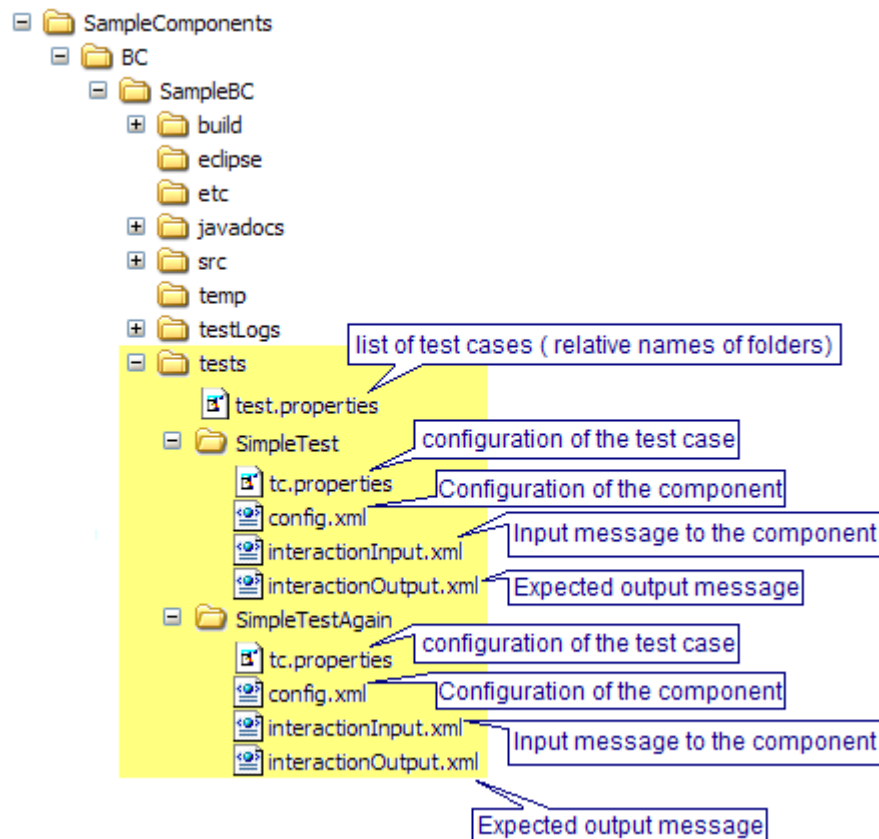 SampleComponents
BC
SampleBC
build
eclipse
etc
javadocs
src
temp
testLogs
list of test cases ( relative names of folders)
tests
test.properties
SimpleTest
configuration of the test case
tc.properties
Configuration of the component
config.xml
Input message to the component
interactionInput.xml
interactionOutput.xml
Expected output message
SimpleTestAgain
configuration of the test case
tc.properties
Configuration of the component
config.xml
interactionInput.xml
Input message to the component
interactionOutput.xml
Expected output message